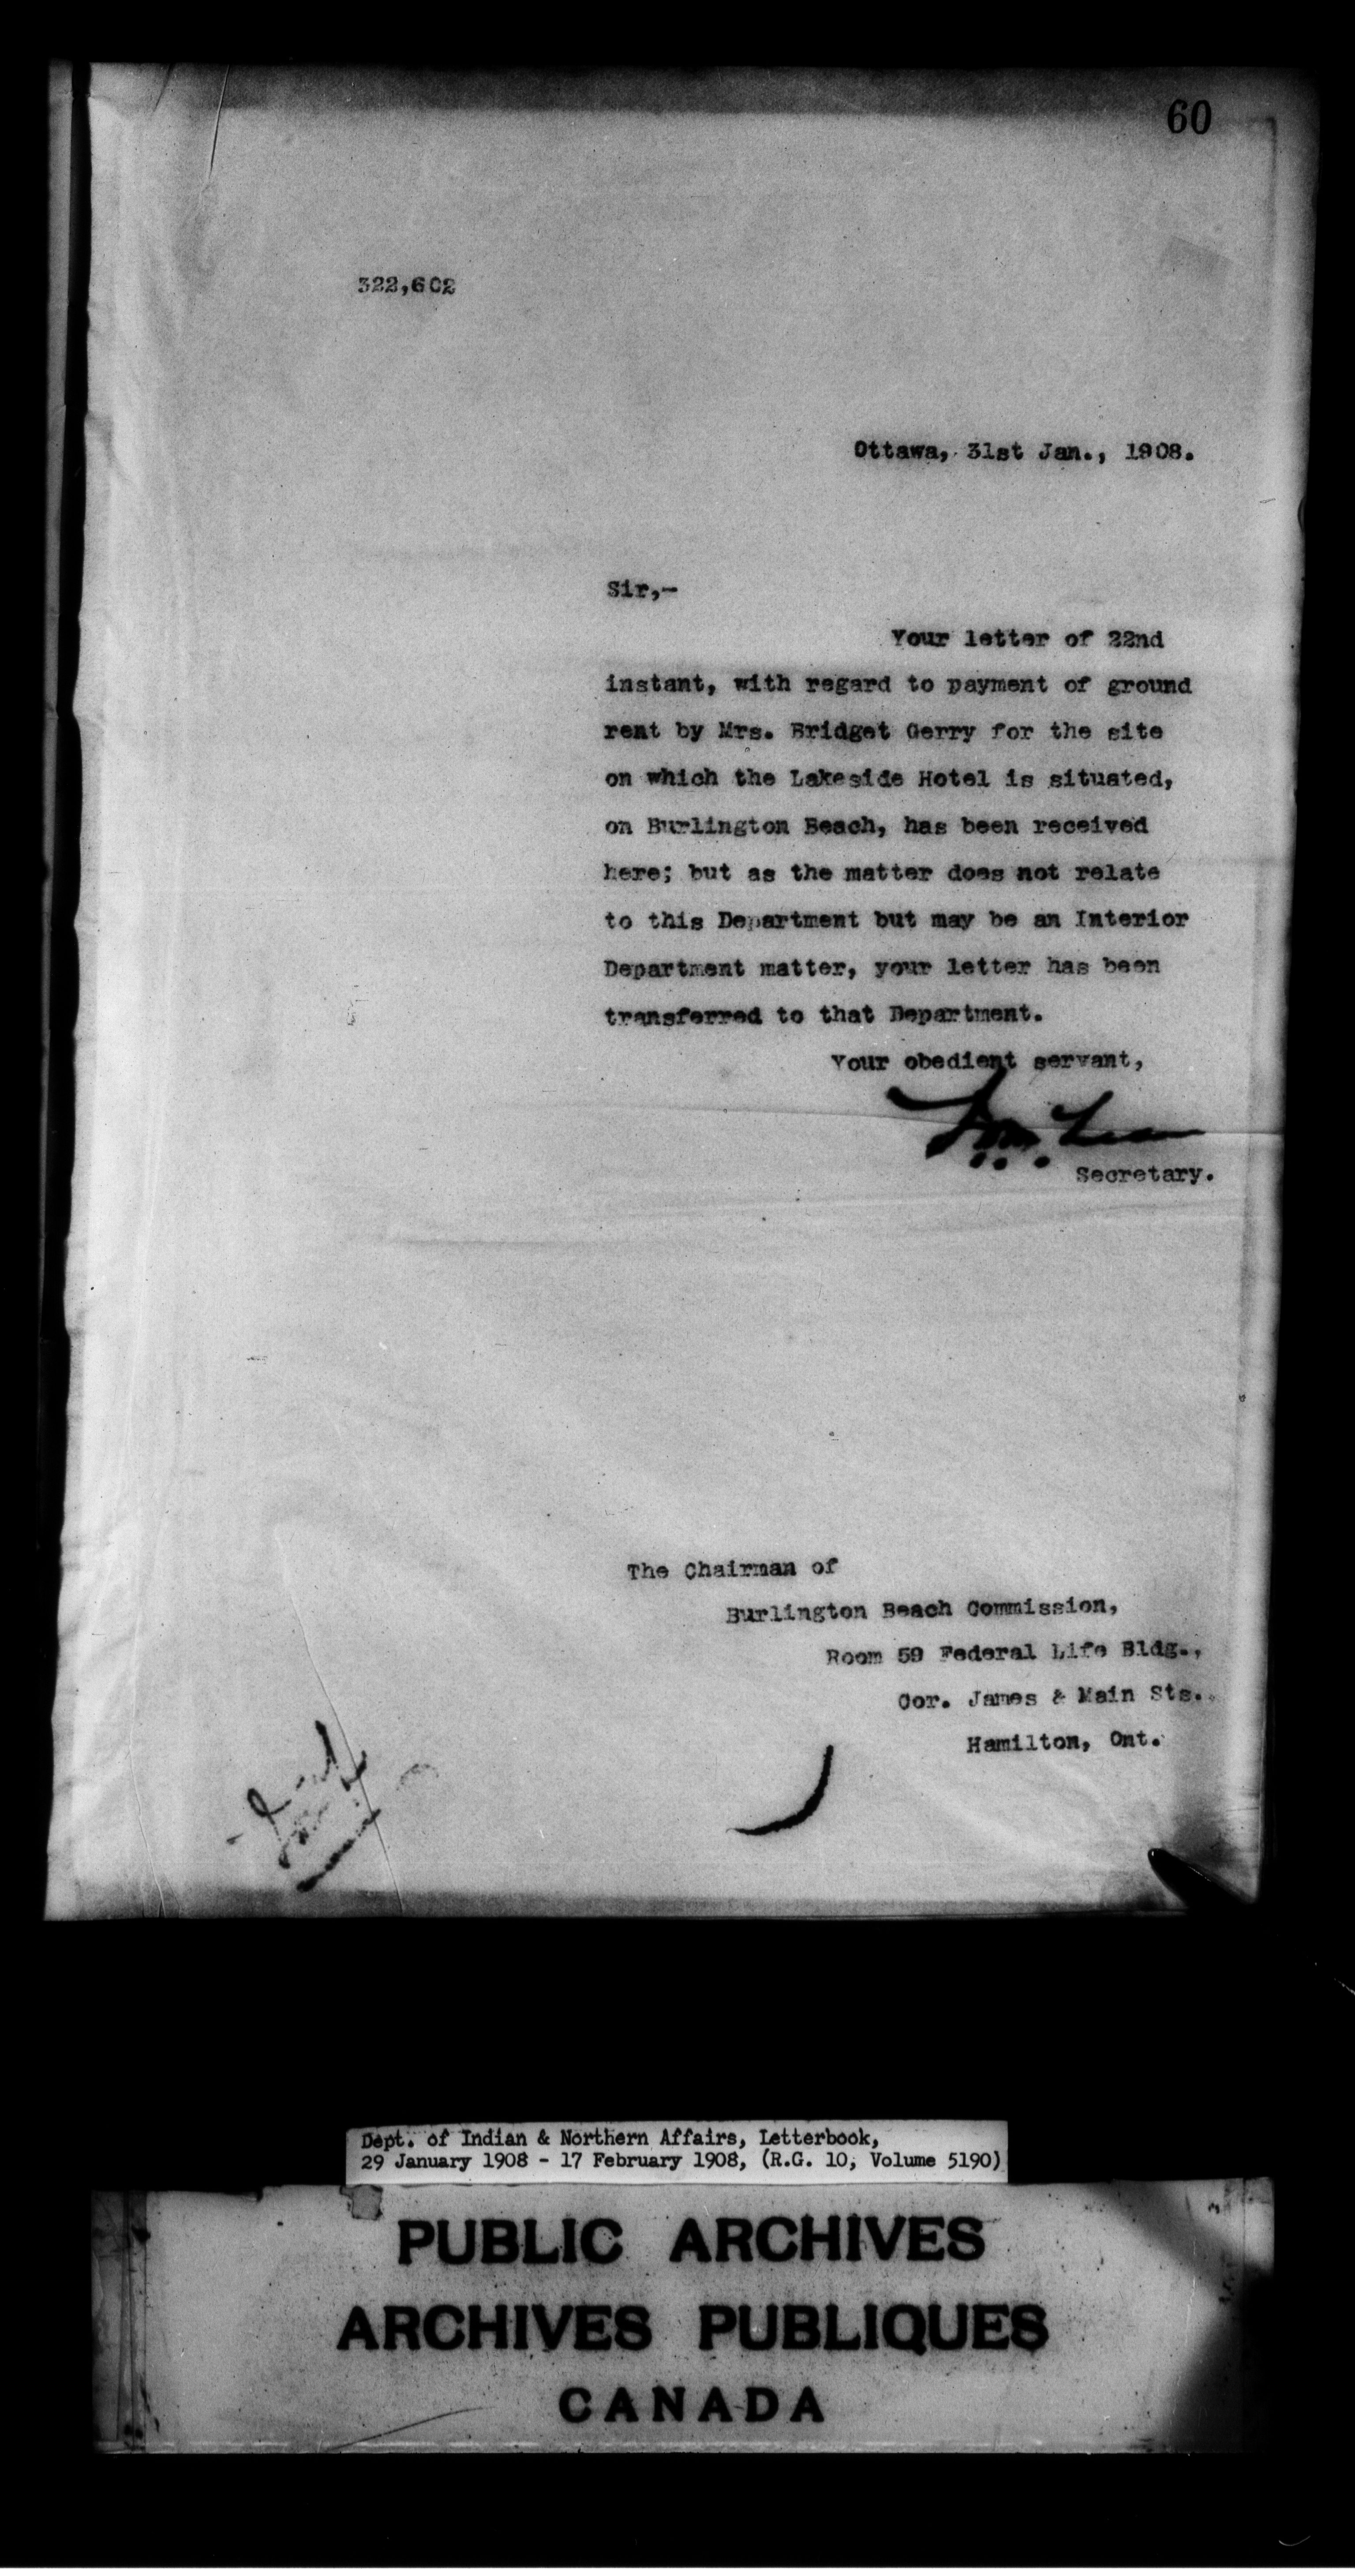 60
322,602
Ottawa, 31st Jan., 1908.
Sir,-
Your letter of 22nd
instant, with regard to payment of ground
rent by Mrs. Bridget Gerry for the site
on which the Lakeside Hotel is situated,
on Burlington Beach, has been received
here; but as the matter does not relate
to this Department but may be an Interior
Department matter, your letter has been
transferred to that Department.
Your obedient servant,
Secretary.
The Chairman of
Burlington Beach Commission,
Room 59 Federal Life Bldg.,
Cor. James & Main Sts.
Hamilton, Ont.
Dept. of Indian & Northern Affairs, Letterbook,
29 January 1908 - 17 February 1908, (R.G. 10, Volume 5190)
PUBLIC ARCHIVES
ARCHIVES PUBLIQUES
CANADA